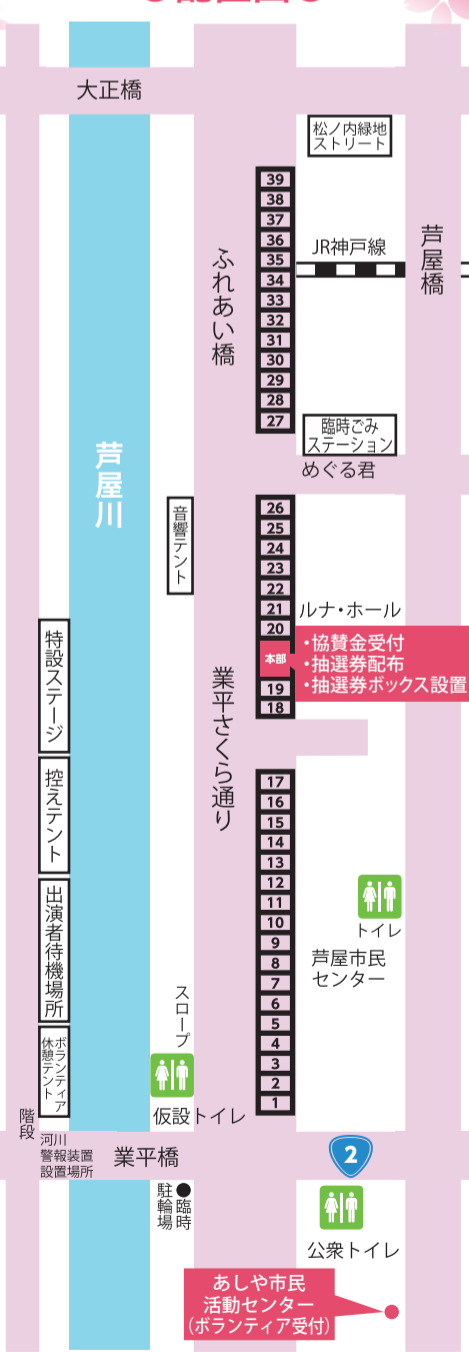 大正橋
松ノ内緑地
ストリート
39
38
37
36
35
34
33
32
31
30
29
28
27
JR神戸線
芦屋橋
ふれあい橋
臨時ごみ
ステーション
めぐる君
芦屋川
音響テント
26
25
24
23
22
21
20
本部
19
18
ルナ・ホール
・協賛金受付
・抽選券配布
・抽選券ボックス設置
特設ステージ
控えテント
出演者待機場所
ボランティア
休憩テント
業平さくら通り
17
16
15
14
13
12
11
10
9
8
7
6
5
4
3
2
1
トイレ
芦屋市民
センター
スロープ
仮設トイレ
階段
河川
警報装置
設置場所
業平橋
2
●臨時
駐輪場
公衆トイレ
あしや市民
活動センター
(ボランティア受付)